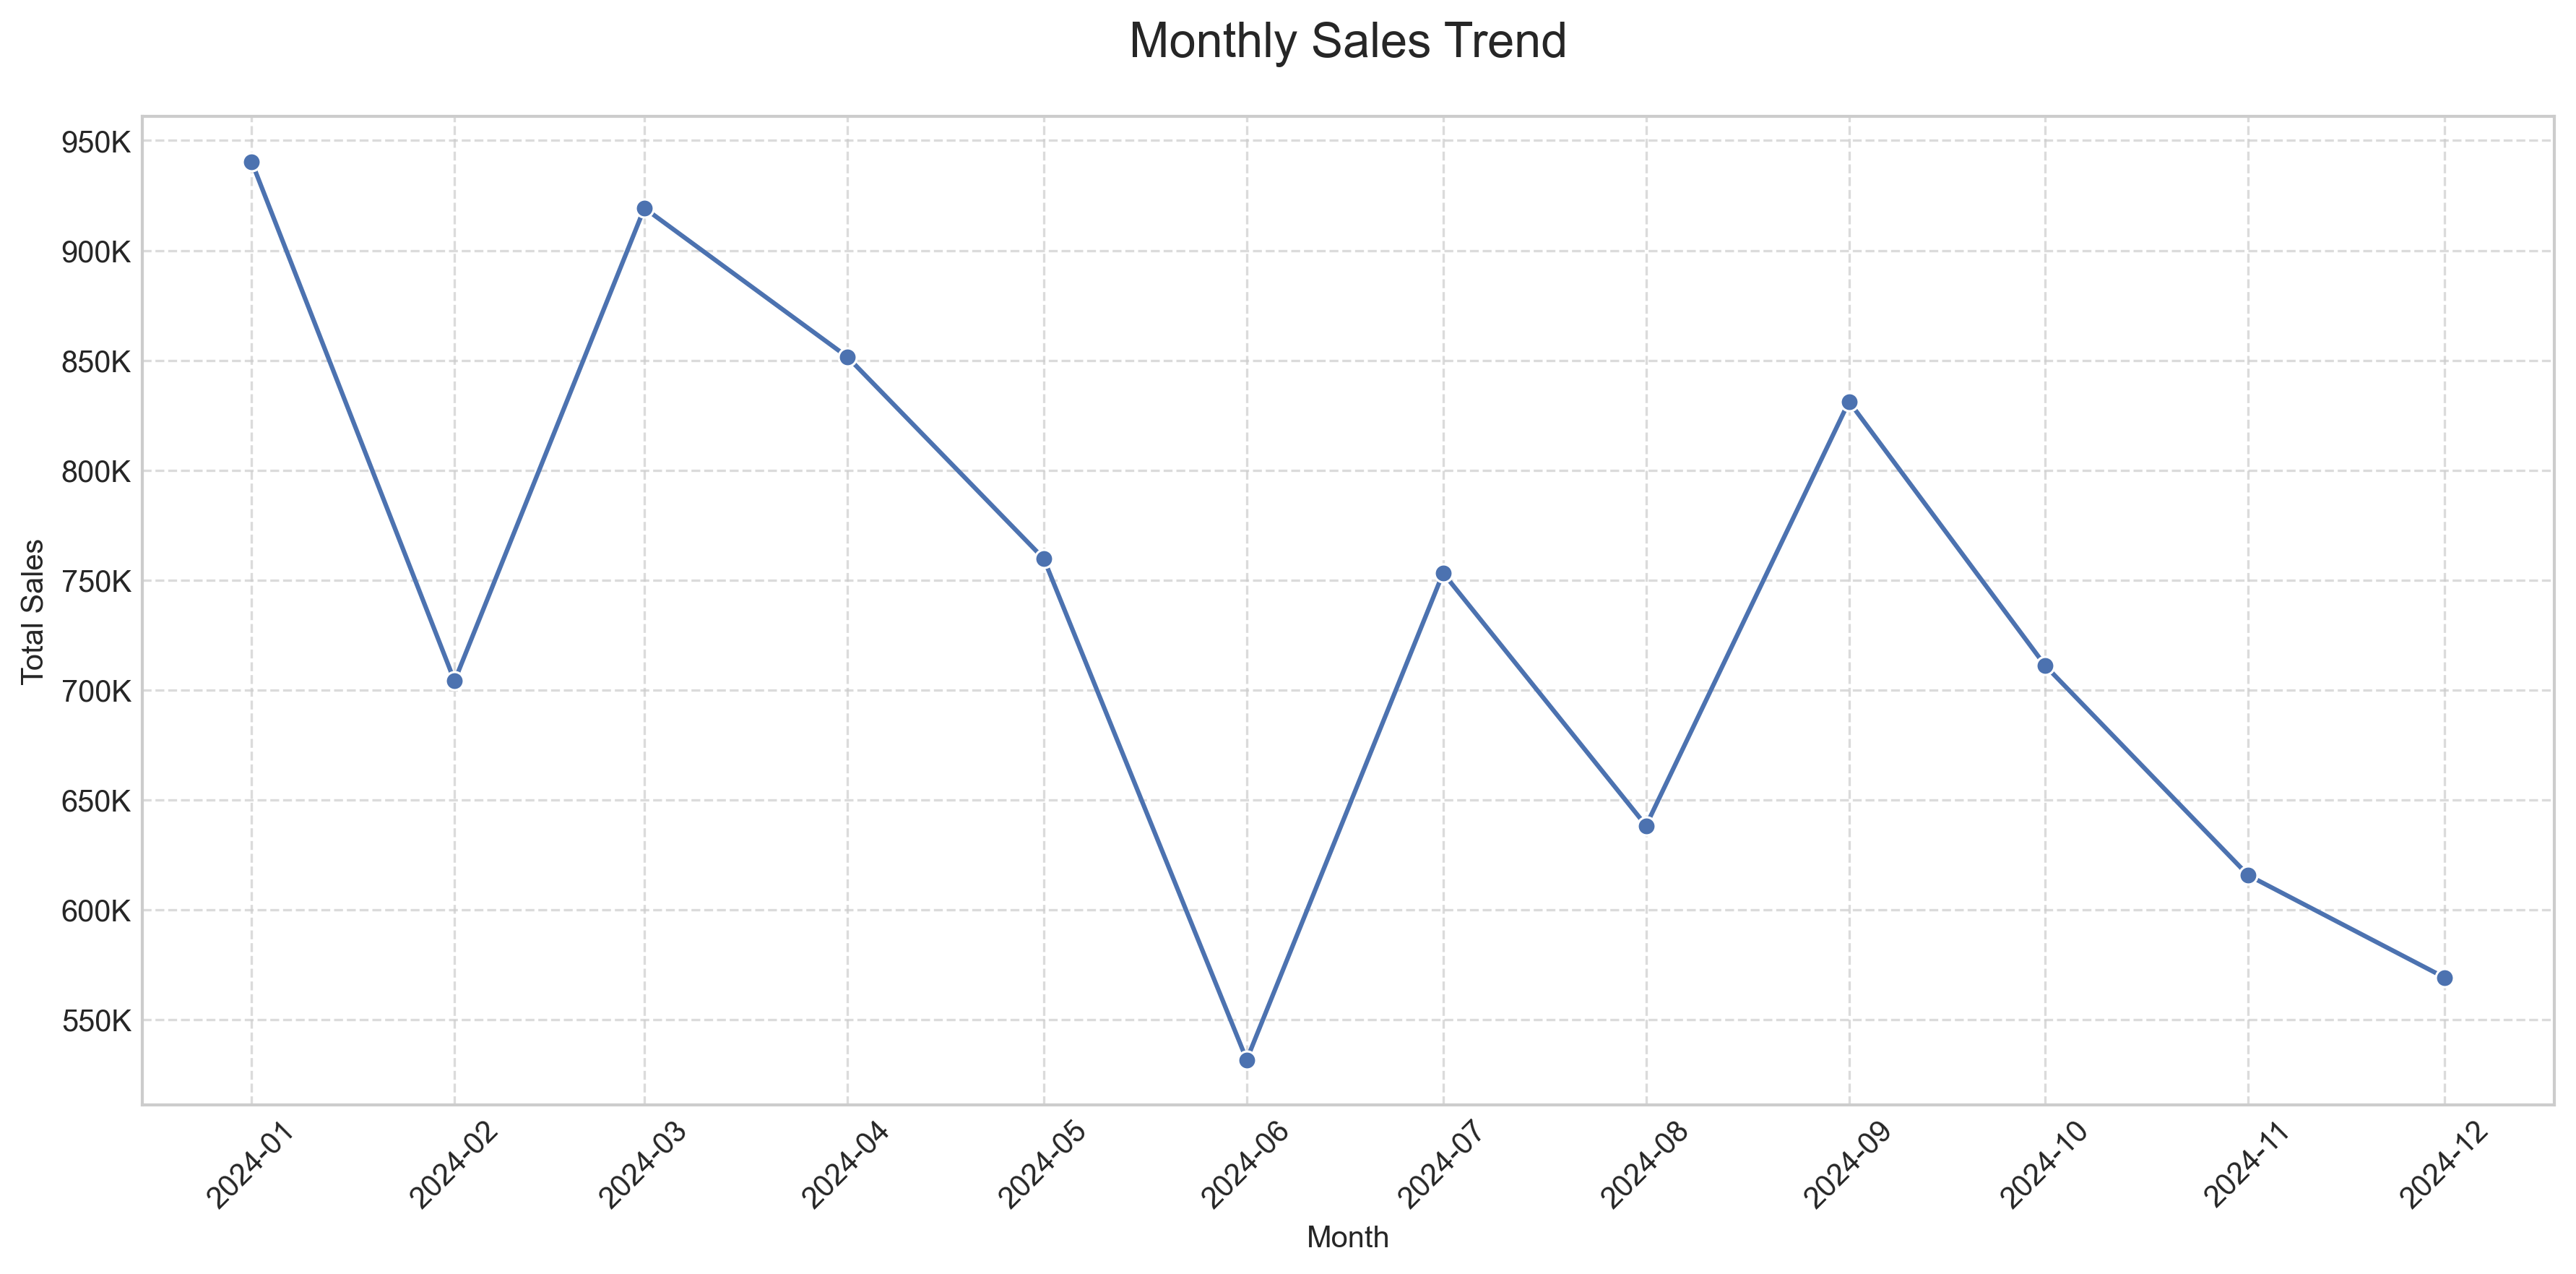 Monthly Sales Trend
950K
900K
850K
800K
750K
700K
650K
600K
550K
Total Sales
2024-01
2024-02
2024-03
2024-04
2024-05
2024-06
2024-07
2024-08
2024-09
2024-10
2024-11
2024-12
Month